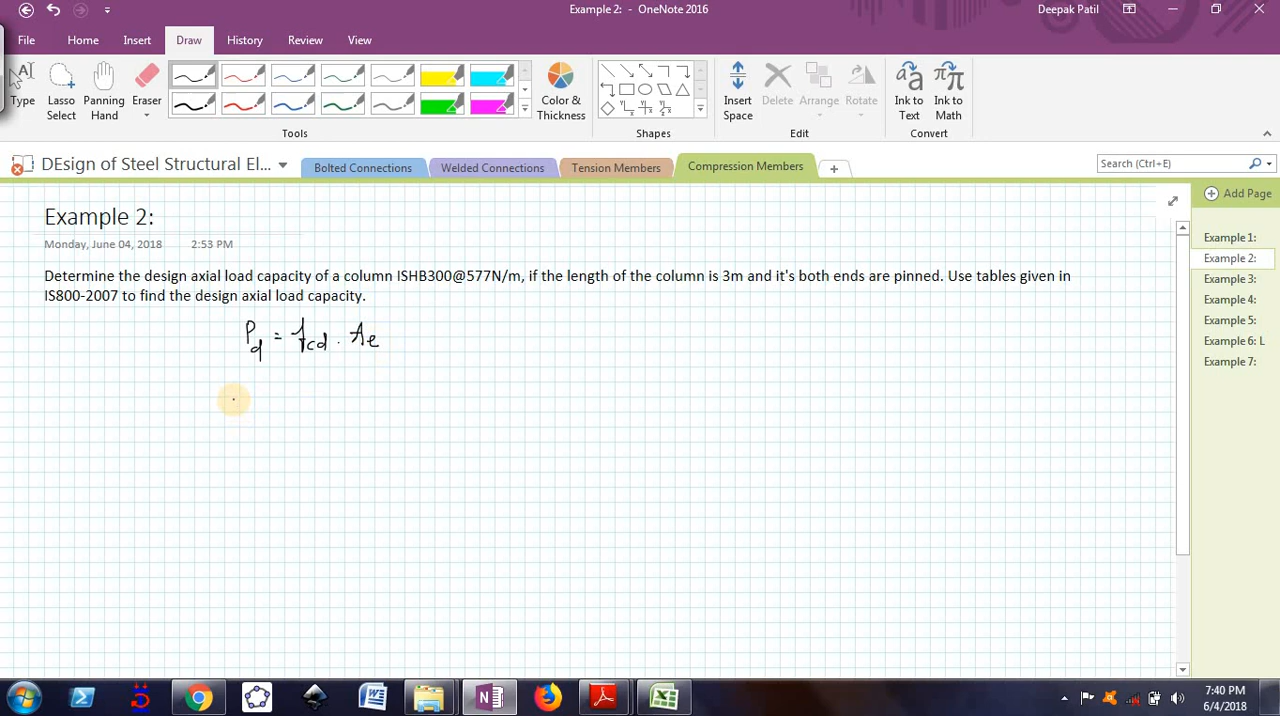 Example 2: - OneNote 2016
Deepak Patil
File Home Insert Draw History Review View
Type
Lasso Select
Panning Hand
Eraser
Color & Thickness
Insert Space
Delete
Arrange
Rotate
Ink to Text
Ink to Math
Tools
Shapes
Edit
Convert
DEsign of Steel Structural El...
Bolted Connections
Welded Connections
Tension Members
Compression Members
Search (Ctrl+E)
Add Page
Example 2:
Monday, June 04, 2018 2:53 PM
Determine the design axial load capacity of a column ISHB300@577N/m, if the length of the column is 3m and it's both ends are pinned. Use tables given in
IS800-2007 to find the design axial load capacity.
Pd = fcd . Ae
Example 1:
Example 2:
Example 3:
Example 4:
Example 5:
Example 6: L
Example 7:
7:40 PM
6/4/2018